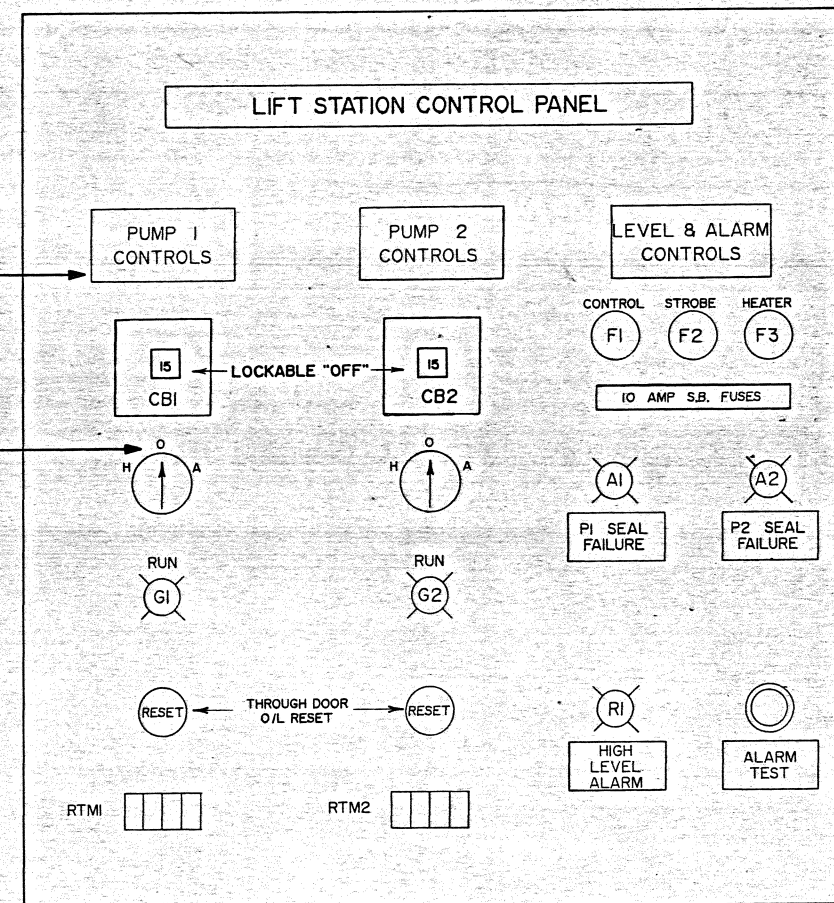 LIFT STATION CONTROL PANEL
PUMP 1
CONTROLS
PUMP 2
CONTROLS
LEVEL & ALARM
CONTROLS
CONTROL
STROBE
HEATER
F1
F2
F3
15
CB1
LOCKABLE "OFF"
15
CB2
10 AMP S.B. FUSES
H
O
A
H
O
A
A1
P1 SEAL
FAILURE
A2
P2 SEAL
FAILURE
RUN
G1
RUN
G2
RESET
THROUGH DOOR
O/L RESET
RESET
R1
HIGH
LEVEL
ALARM
ALARM
TEST
RTM1
RTM2